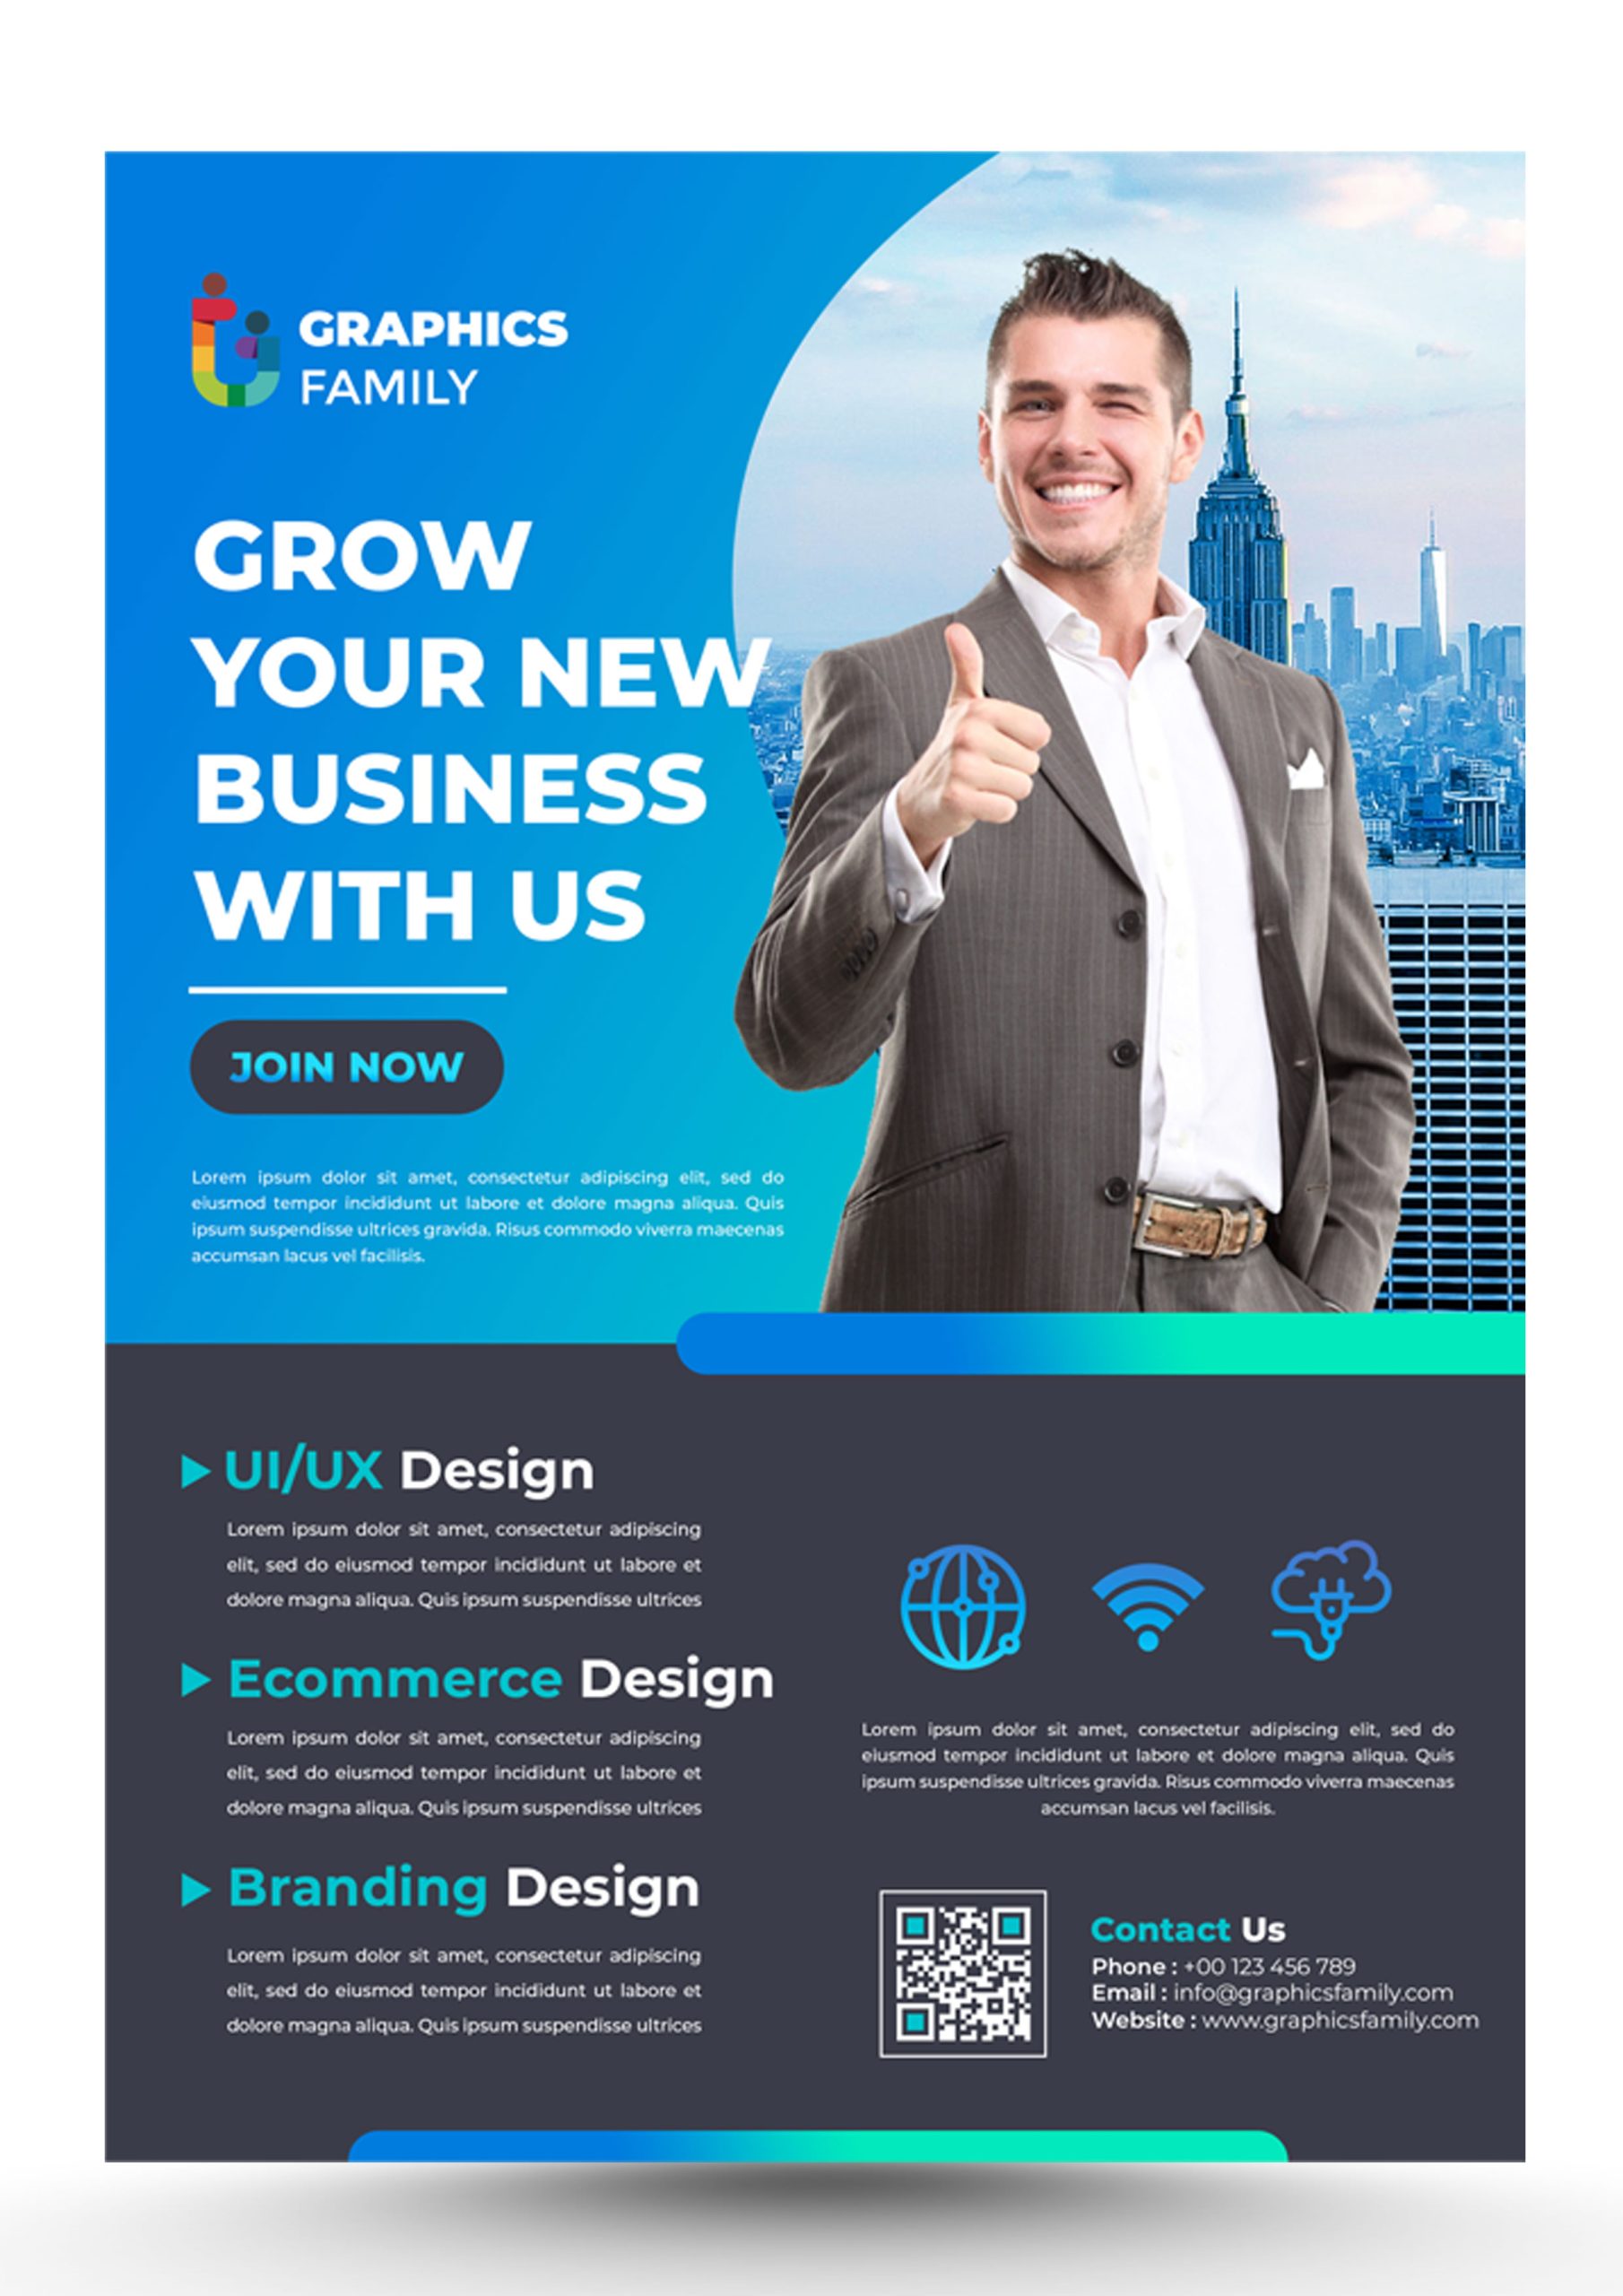 GRAPHICS
FAMILY
GROW
YOUR NEW
BUSINESS
WITH US
JOIN NOW
Lorem ipsum dolor sit amet, consectetur adipiscing elit, sed do
eiusmod tempor incididunt ut labore et dolore magna aliqua. Quis
ipsum suspendisse ultrices gravida. Risus commodo viverra maecenas
accumsan lacus vel facilisis.
UI/UX Design
Lorem ipsum dolor sit amet, consectetur adipiscing
elit, sed do eiusmod tempor incididunt ut labore et
dolore magna aliqua. Quis ipsum suspendisse ultrices
Ecommerce Design
Lorem ipsum dolor sit amet, consectetur adipiscing
elit, sed do eiusmod tempor incididunt ut labore et
dolore magna aliqua. Quis ipsum suspendisse ultrices
Branding Design
Lorem ipsum dolor sit amet, consectetur adipiscing
elit, sed do eiusmod tempor incididunt ut labore et
dolore magna aliqua. Quis ipsum suspendisse ultrices
Lorem ipsum dolor sit amet, consectetur adipiscing elit, sed do
eiusmod tempor incididunt ut labore et dolore magna aliqua. Quis
ipsum suspendisse ultrices gravida. Risus commodo viverra maecenas
accumsan lacus vel facilisis.
Contact Us
Phone : +00 123 456 789
Email : info@graphicsfamily.com
Website : www.graphicsfamily.com